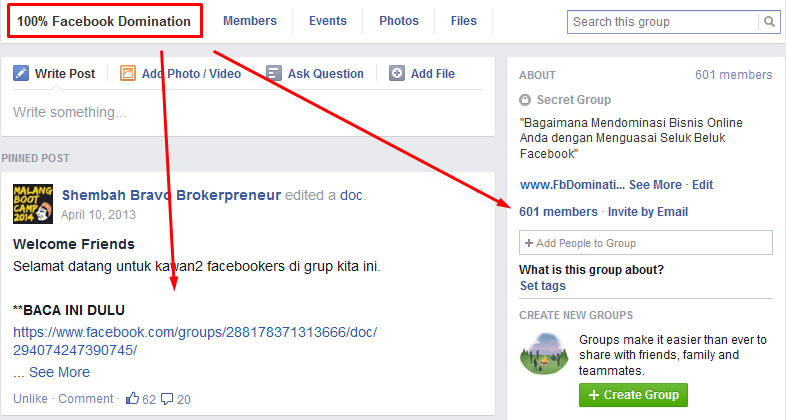 100% Facebook Domination
Members
Events
Photos
Files
Search this group
Write Post
Add Photo / Video
Ask Question
Add File
Write something...
PINNED POST
MALANG
BOOT
CAMP
2014
Shembah Bravo Brokerpreneur edited a doc.
April 10, 2013
Welcome Friends
Selamat datang untuk kawan2 facebookers di grup kita ini.
**BACA INI DULU
https://www.facebook.com/groups/288178371313666/doc/
294074247390745/
... See More
Unlike · Comment · 62 20
ABOUT
601 members
Secret Group
"Bagaimana Mendominasi Bisnis Online
Anda dengan Menguasai Seluk Beluk
Facebook"
www.FbDominati... See More · Edit
601 members · Invite by Email
+ Add People to Group
What is this group about?
Set tags
CREATE NEW GROUPS
Groups make it easier than ever to
share with friends, family and
teammates.
+ Create Group